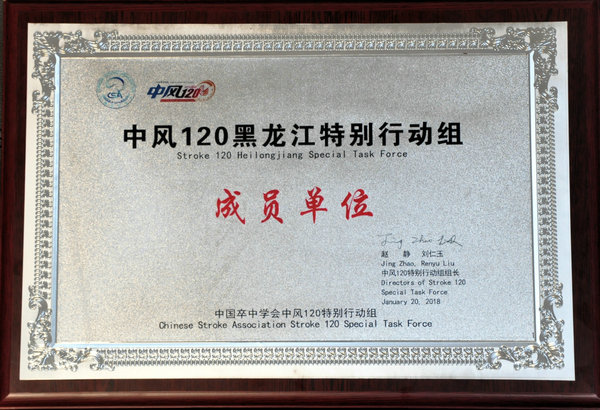 中风120
中风120黑龙江特别行动组
Stroke 120 Heilongjiang Special Task Force
成员单位
赵 静 刘仁玉
Jing Zhao, Renyu Liu
中风120特别行动组组长
Directors of Stroke 120
Special Task Force
January 20, 2018
中国卒中学会中风120特别行动组
Chinese Stroke Association Stroke 120 Special Task Force